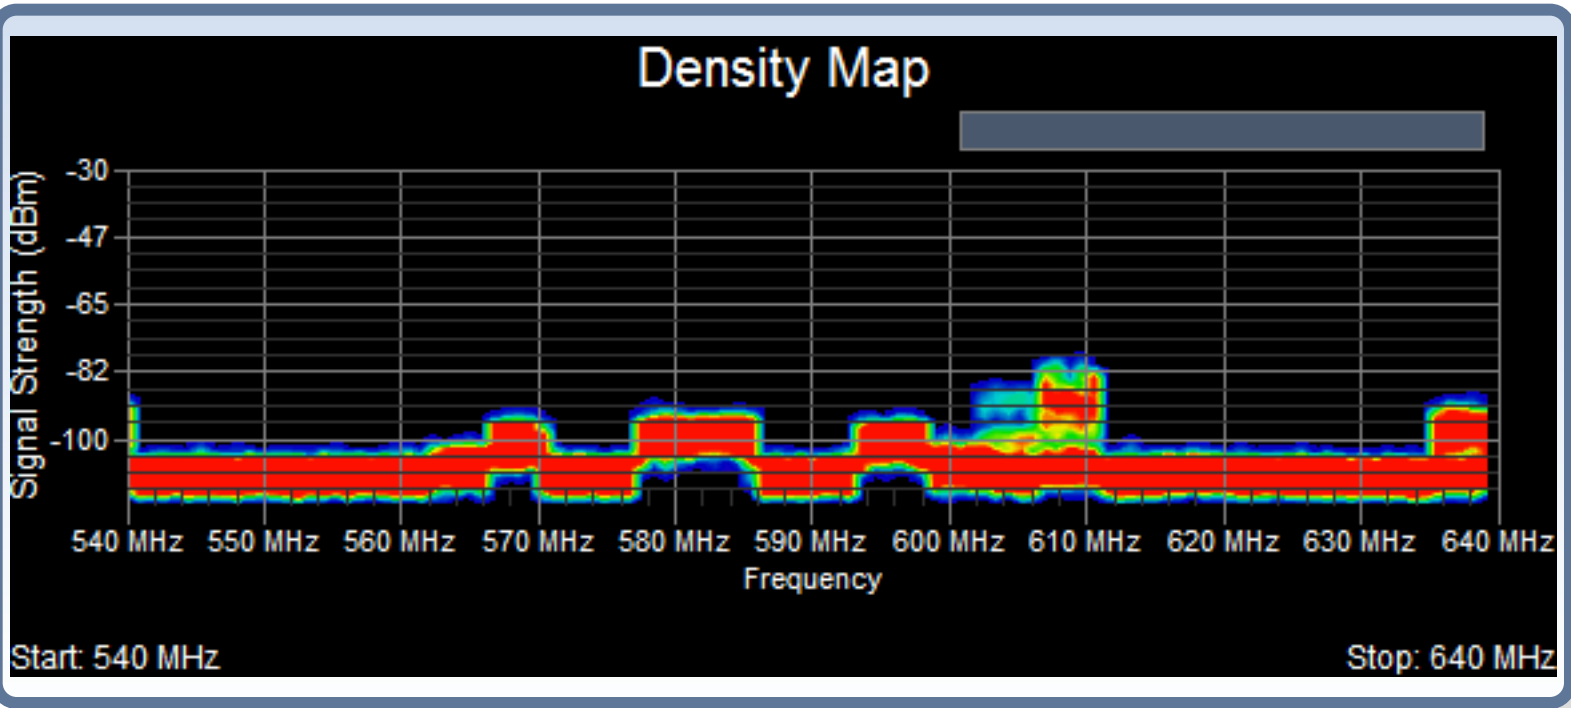 Density Map
Signal Strength (dBm)
-30
-47
-65
-82
-100
540 MHz 550 MHz 560 MHz 570 MHz 580 MHz 590 MHz 600 MHz 610 MHz 620 MHz 630 MHz 640 MHz
Frequency
Start: 540 MHz
Stop: 640 MHz